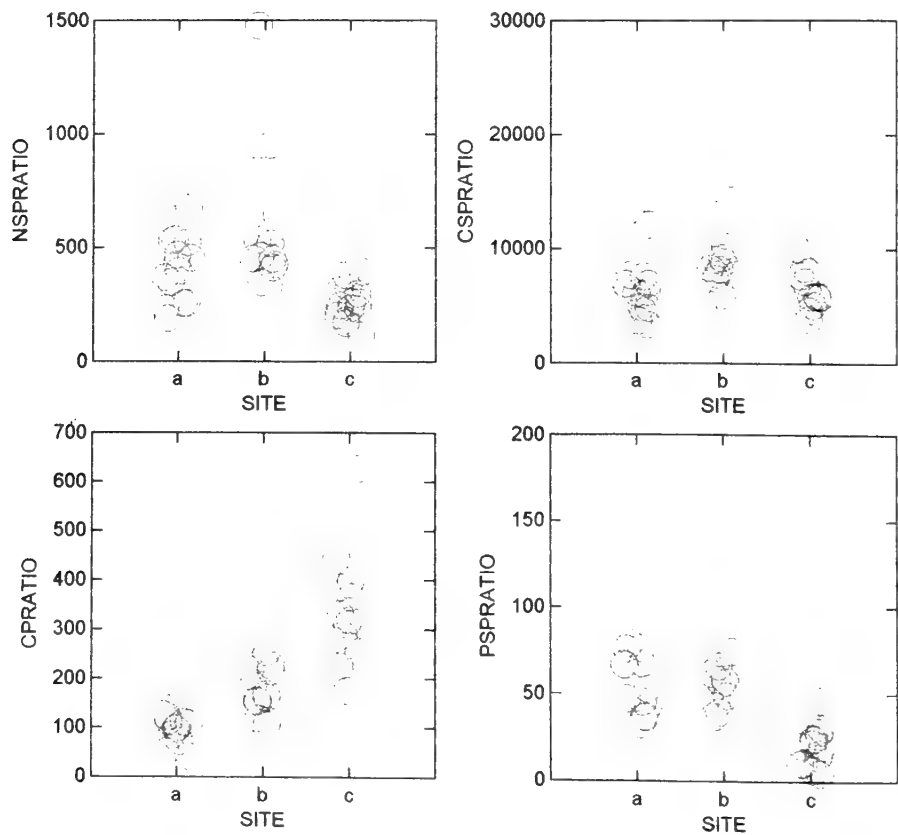 1500
1000
500
0
NSPRATIO
a
b
c
SITE
30000
20000
10000
0
CSPRATIO
a
b
c
SITE
700
600
500
400
300
200
100
0
CPRATIO
a
b
c
SITE
200
150
100
50
0
PSPRATIO
a
b
c
SITE